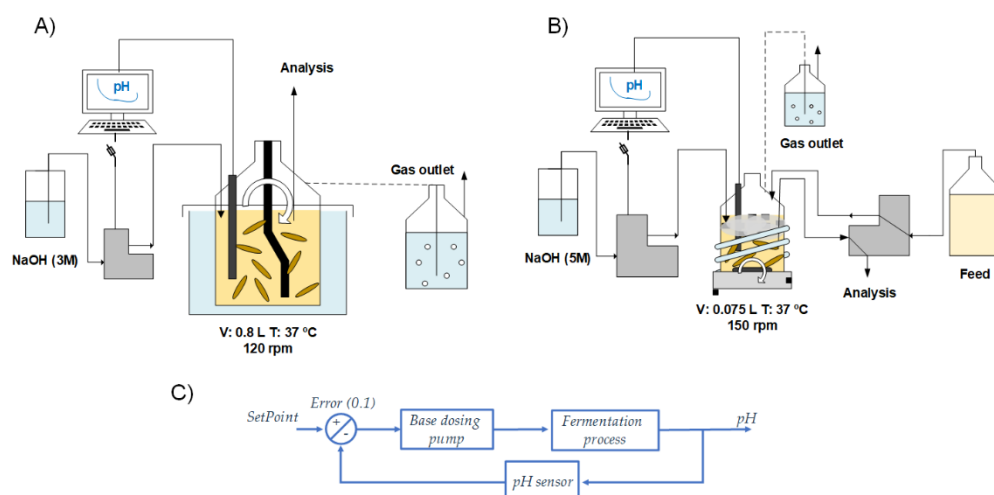 A)
pH
Analysis
Gas outlet
NaOH (3M)
V: 0.8 L T: 37 ºC
120 rpm
B)
pH
Gas outlet
NaOH (5M)
Analysis
Feed
V: 0.075 L T: 37 ºC
150 rpm
C)
SetPoint
Error (0.1)
+
-
Base dosing
pump
Fermentation
process
pH
pH sensor